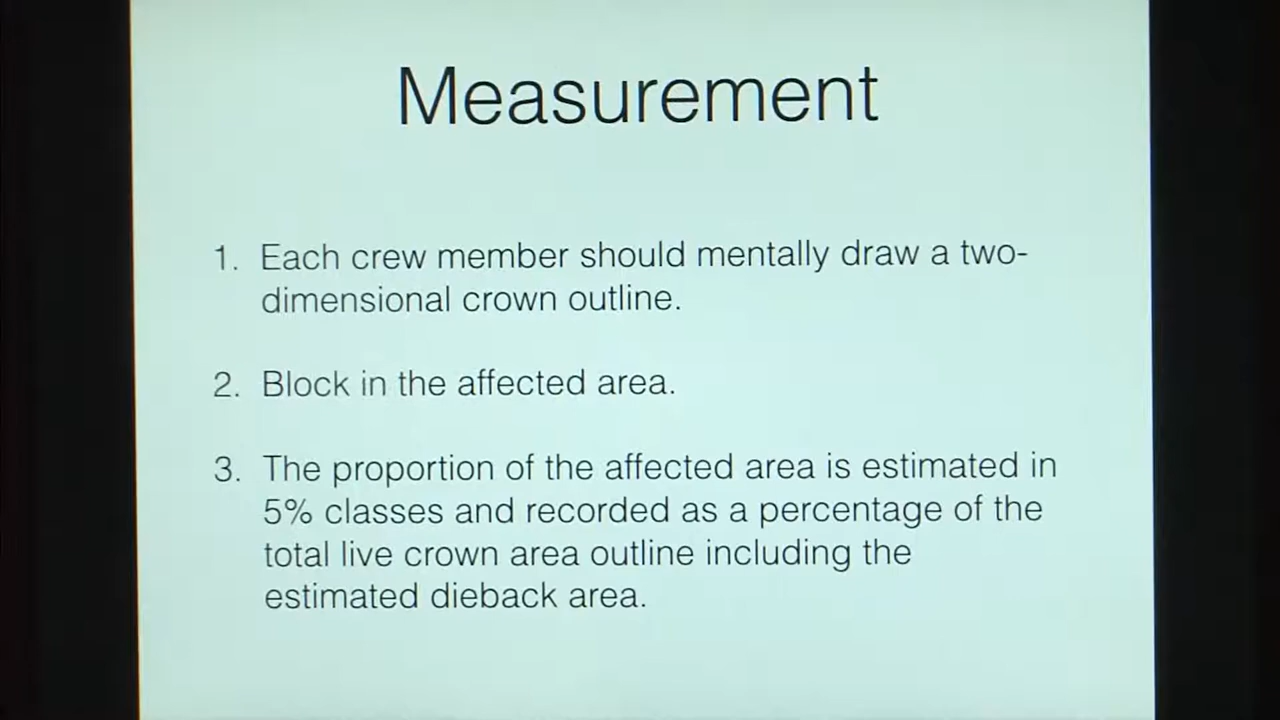 Measurement
1. Each crew member should mentally draw a two-
dimensional crown outline.
2. Block in the affected area.
3. The proportion of the affected area is estimated in
5% classes and recorded as a percentage of the
total live crown area outline including the
estimated dieback area.